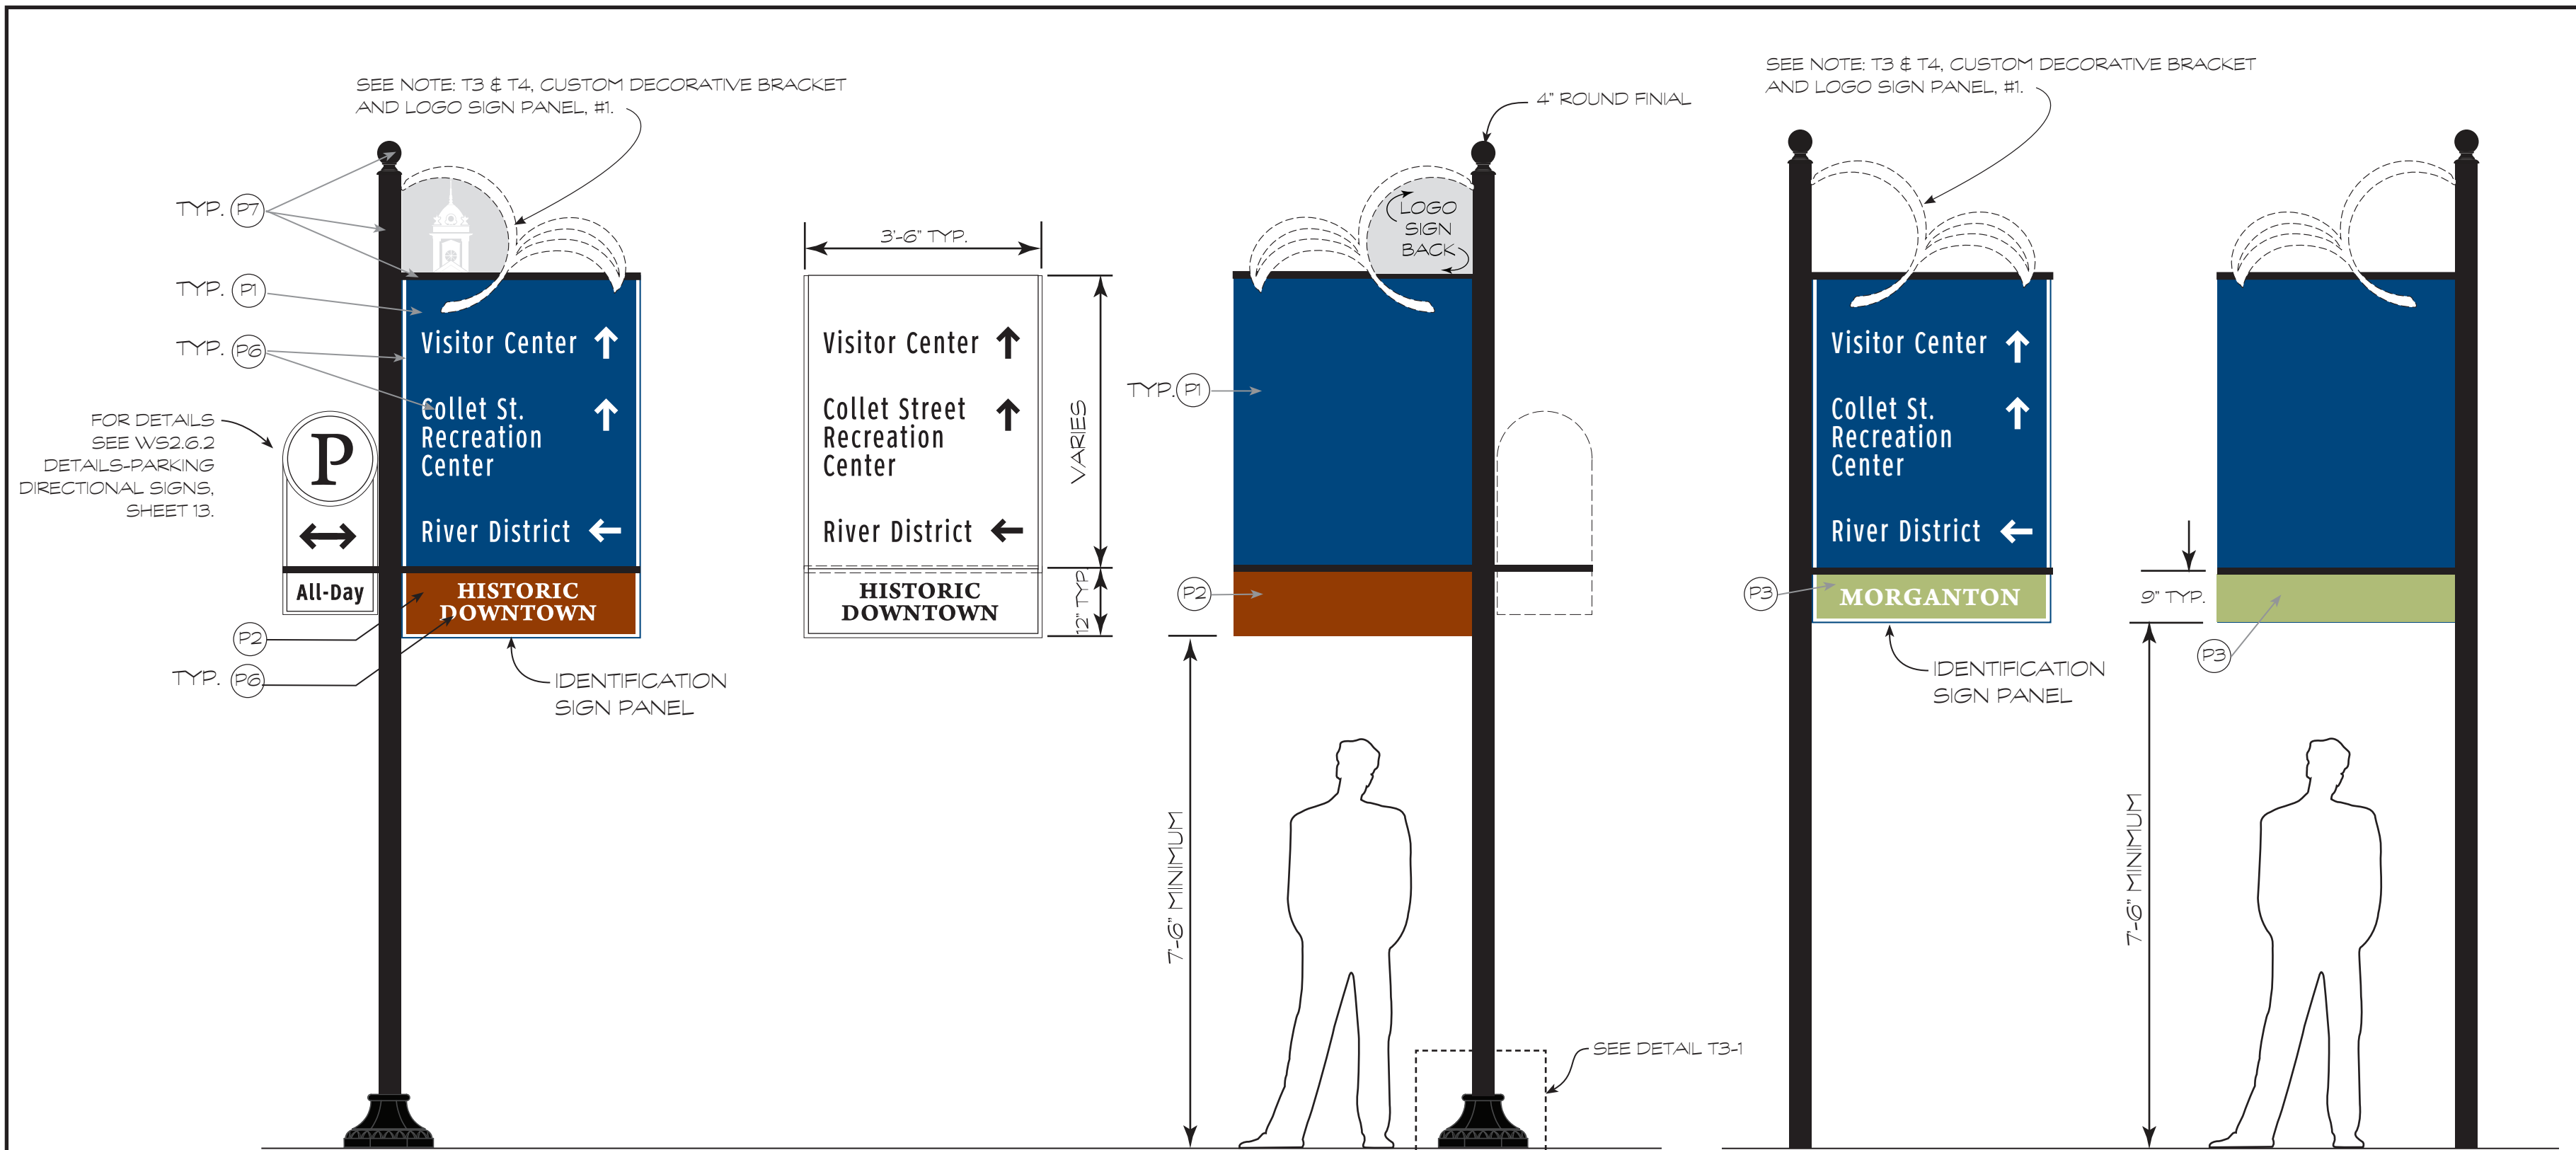 SEE NOTE: T3 & T4, CUSTOM DECORATIVE BRACKET
AND LOGO SIGN PANEL, #1.
TYP. P7
TYP. P1
TYP. P6
FOR DETAILS
SEE WS2.6.2
DETAILS-PARKING
DIRECTIONAL SIGNS,
SHEET 13.
P
All-Day
Visitor Center ↑
Collet St. ↑
Recreation
Center
River District ←
HISTORIC
DOWNTOWN
P2
TYP. P6
IDENTIFICATION
SIGN PANEL
3'-6" TYP.
Visitor Center ↑
Collet Street ↑
Recreation
Center
River District ←
HISTORIC
DOWNTOWN
VARIES
12" TYP.
4" ROUND FINIAL
LOGO
SIGN
BACK
TYP. P1
P2
7'-6" MINIMUM
SEE DETAIL T3-1
SEE NOTE: T3 & T4, CUSTOM DECORATIVE BRACKET
AND LOGO SIGN PANEL, #1.
Visitor Center ↑
Collet St. ↑
Recreation
Center
River District ←
P3
MORGANTON
IDENTIFICATION
SIGN PANEL
9" TYP.
P3
7'-6" MINIMUM